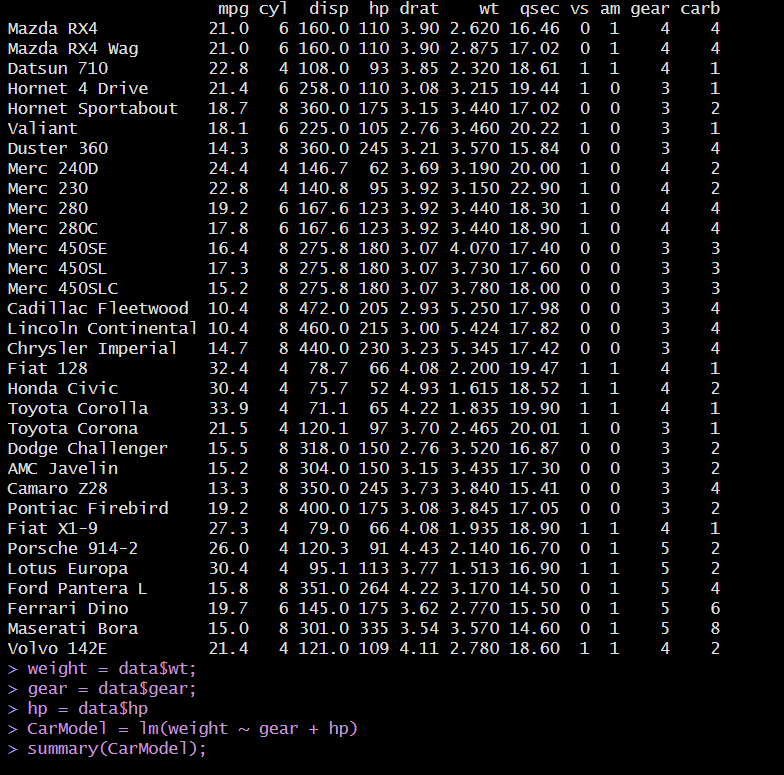 mpg cyl disp hp drat wt qsec vs am gear carb
Mazda RX4 21.0 6 160.0 110 3.90 2.620 16.46 0 1 4 4
Mazda RX4 Wag 21.0 6 160.0 110 3.90 2.875 17.02 0 1 4 4
Datsun 710 22.8 4 108.0 93 3.85 2.320 18.61 1 1 4 1
Hornet 4 Drive 21.4 6 258.0 110 3.08 3.215 19.44 1 0 3 1
Hornet Sportabout 18.7 8 360.0 175 3.15 3.440 17.02 0 0 3 2
Valiant 18.1 6 225.0 105 2.76 3.460 20.22 1 0 3 1
Duster 360 14.3 8 360.0 245 3.21 3.570 15.84 0 0 3 4
Merc 240D 24.4 4 146.7 62 3.69 3.190 20.00 1 0 4 2
Merc 230 22.8 4 140.8 95 3.92 3.150 22.90 1 0 4 2
Merc 280 19.2 6 167.6 123 3.92 3.440 18.30 1 0 4 4
Merc 280C 17.8 6 167.6 123 3.92 3.440 18.90 1 0 4 4
Merc 450SE 16.4 8 275.8 180 3.07 4.070 17.40 0 0 3 3
Merc 450SL 17.3 8 275.8 180 3.07 3.730 17.60 0 0 3 3
Merc 450SLC 15.2 8 275.8 180 3.07 3.780 18.00 0 0 3 3
Cadillac Fleetwood 10.4 8 472.0 205 2.93 5.250 17.98 0 0 3 4
Lincoln Continental 10.4 8 460.0 215 3.00 5.424 17.82 0 0 3 4
Chrysler Imperial 14.7 8 440.0 230 3.23 5.345 17.42 0 0 3 4
Fiat 128 32.4 4 78.7 66 4.08 2.200 19.47 1 1 4 1
Honda Civic 30.4 4 75.7 52 4.93 1.615 18.52 1 1 4 2
Toyota Corolla 33.9 4 71.1 65 4.22 1.835 19.90 1 1 4 1
Toyota Corona 21.5 4 120.1 97 3.70 2.465 20.01 1 0 3 1
Dodge Challenger 15.5 8 318.0 150 2.76 3.520 16.87 0 0 3 2
AMC Javelin 15.2 8 304.0 150 3.15 3.435 17.30 0 0 3 2
Camaro Z28 13.3 8 350.0 245 3.73 3.840 15.41 0 0 3 4
Pontiac Firebird 19.2 8 400.0 175 3.08 3.845 17.05 0 0 3 2
Fiat X1-9 27.3 4 79.0 66 4.08 1.935 18.90 1 1 4 1
Porsche 914-2 26.0 4 120.3 91 4.43 2.140 16.70 0 1 5 2
Lotus Europa 30.4 4 95.1 113 3.77 1.513 16.90 1 1 5 2
Ford Pantera L 15.8 8 351.0 264 4.22 3.170 14.50 0 1 5 4
Ferrari Dino 19.7 6 145.0 175 3.62 2.770 15.50 0 1 5 6
Maserati Bora 15.0 8 301.0 335 3.54 3.570 14.60 0 1 5 8
Volvo 142E 21.4 4 121.0 109 4.11 2.780 18.60 1 1 4 2
> weight = data$wt;
> gear = data$gear;
> hp = data$hp
> CarModel = lm(weight ~ gear + hp)
> summary(CarModel);